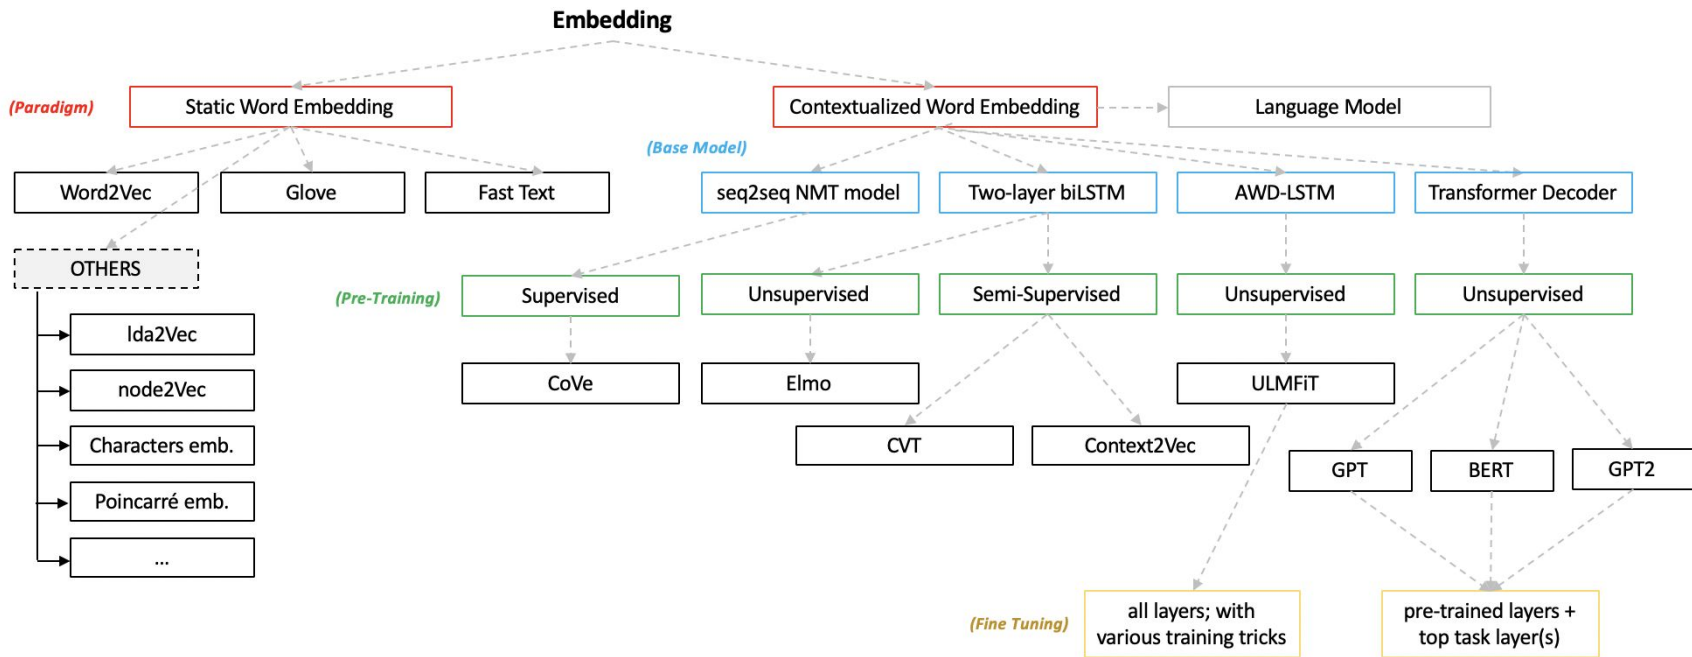 Embedding
(Paradigm)
Static Word Embedding
Contextualized Word Embedding
Language Model
(Base Model)
Word2Vec
Glove
Fast Text
seq2seq NMT model
Two-layer biLSTM
AWD-LSTM
Transformer Decoder
OTHERS
(Pre-Training)
Supervised
Unsupervised
Semi-Supervised
Unsupervised
Unsupervised
lda2Vec
node2Vec
Characters emb.
Poincarré emb.
...
CoVe
Elmo
ULMFiT
CVT
Context2Vec
GPT
BERT
GPT2
(Fine Tuning)
all layers; with
various training tricks
pre-trained layers +
top task layer(s)